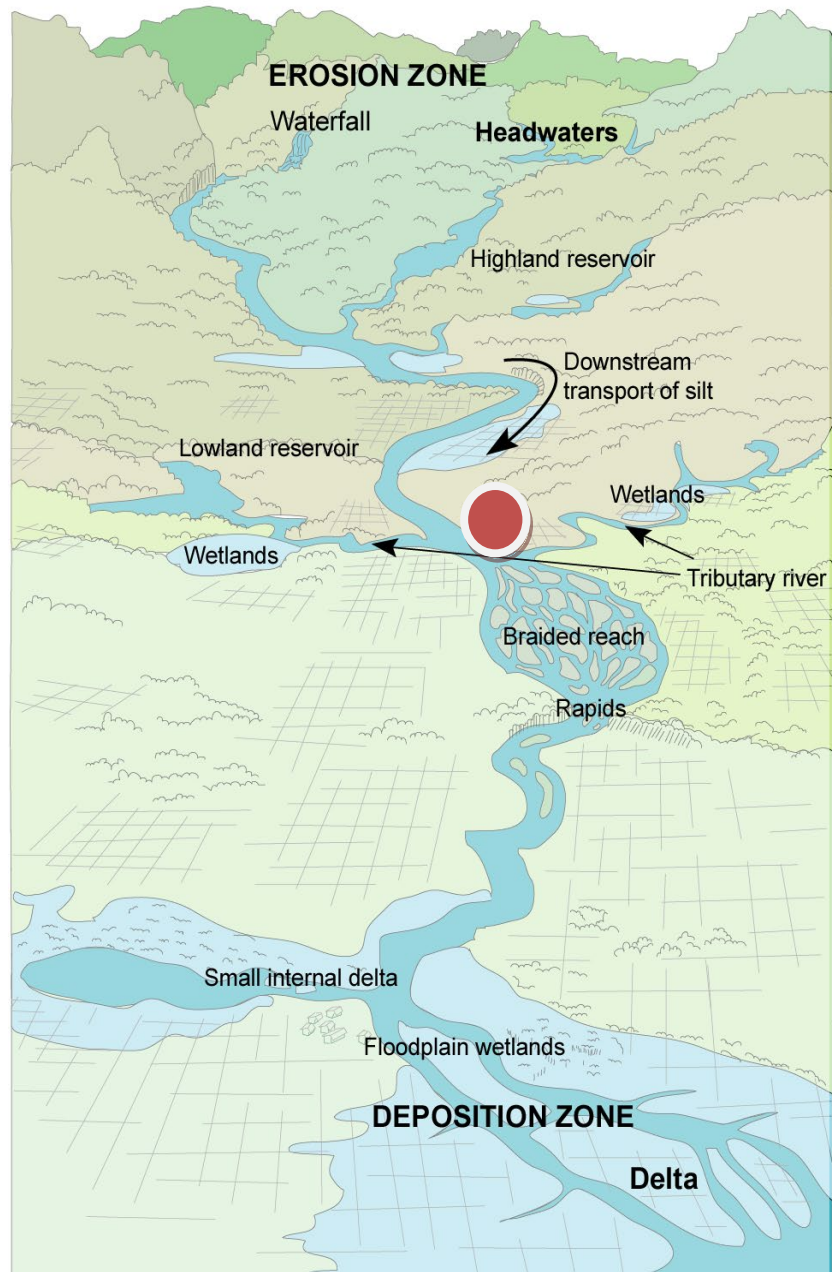 EROSION ZONE
Waterfall
Headwaters
Highland reservoir
Downstream
transport of silt
Lowland reservoir
Wetlands
Wetlands
Tributary river
Braided reach
Rapids
Small internal delta
Floodplain wetlands
DEPOSITION ZONE
Delta